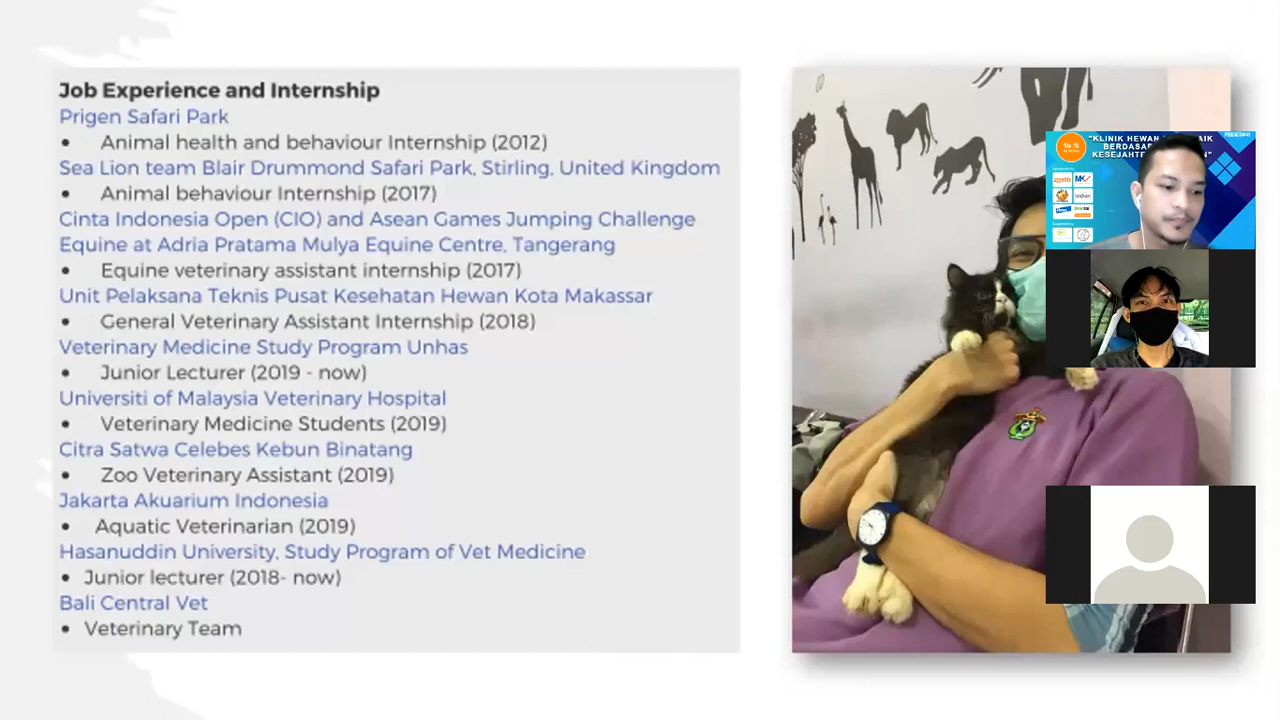 Job Experience and Internship
Prigen Safari Park
• Animal health and behaviour Internship (2012)
Sea Lion team Blair Drummond Safari Park, Stirling, United Kingdom
• Animal behaviour Internship (2017)
Cinta Indonesia Open (CIO) and Asean Games Jumping Challenge
Equine at Adria Pratama Mulya Equine Centre, Tangerang
• Equine veterinary assistant internship (2017)
Unit Pelaksana Teknis Pusat Kesehatan Hewan Kota Makassar
• General Veterinary Assistant Internship (2018)
Veterinary Medicine Study Program Unhas
• Junior Lecturer (2019 - now)
Universiti of Malaysia Veterinary Hospital
• Veterinary Medicine Students (2019)
Citra Satwa Celebes Kebun Binatang
• Zoo Veterinary Assistant (2019)
Jakarta Akuarium Indonesia
• Aquatic Veterinarian (2019)
Hasanuddin University, Study Program of Vet Medicine
• Junior lecturer (2018- now)
Bali Central Vet
• Veterinary Team
"KLINIK HEWAN
BERDASAR
KESEJAHTE
zoetis